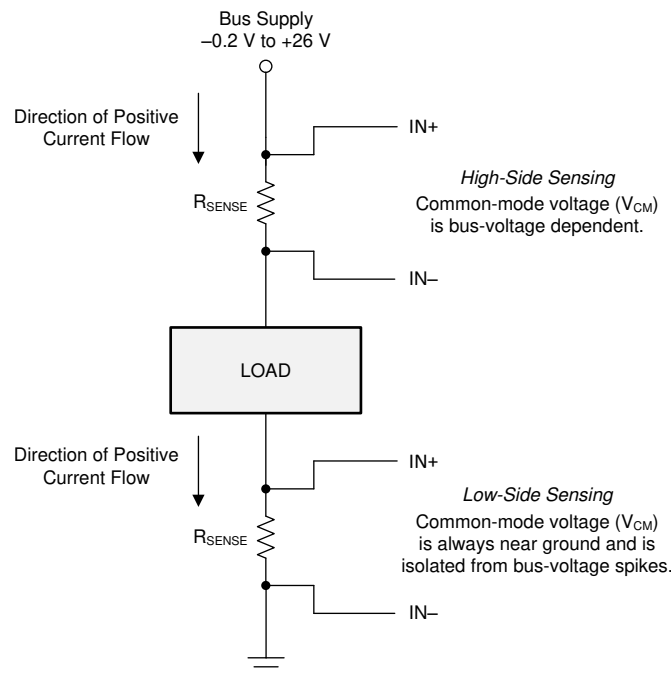 Bus Supply
–0.2 V to +26 V
Direction of Positive
Current Flow
IN+
RSENSE
High-Side Sensing
Common-mode voltage (VCM)
is bus-voltage dependent.
IN–
LOAD
Direction of Positive
Current Flow
IN+
RSENSE
Low-Side Sensing
Common-mode voltage (VCM)
is always near ground and is
isolated from bus-voltage spikes.
IN–